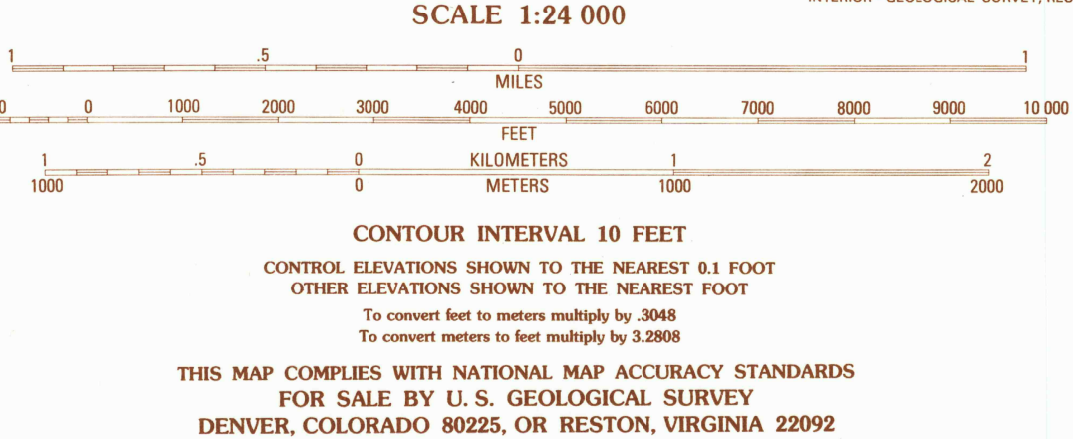 INTERIOR—GEOLOGICAL SURVEY,
SCALE 1:24 000
1 .5 0 1
MILES
0 0 1000 2000 3000 4000 5000 6000 7000 8000 9000 10 000
FEET
1 .5 0 KILOMETERS 1 2
1000 0 METERS 1000 2000
CONTOUR INTERVAL 10 FEET
CONTROL ELEVATIONS SHOWN TO THE NEAREST 0.1 FOOT
OTHER ELEVATIONS SHOWN TO THE NEAREST FOOT
To convert feet to meters multiply by .3048
To convert meters to feet multiply by 3.2808
THIS MAP COMPLIES WITH NATIONAL MAP ACCURACY STANDARDS
FOR SALE BY U. S. GEOLOGICAL SURVEY
DENVER, COLORADO 80225, OR RESTON, VIRGINIA 22092